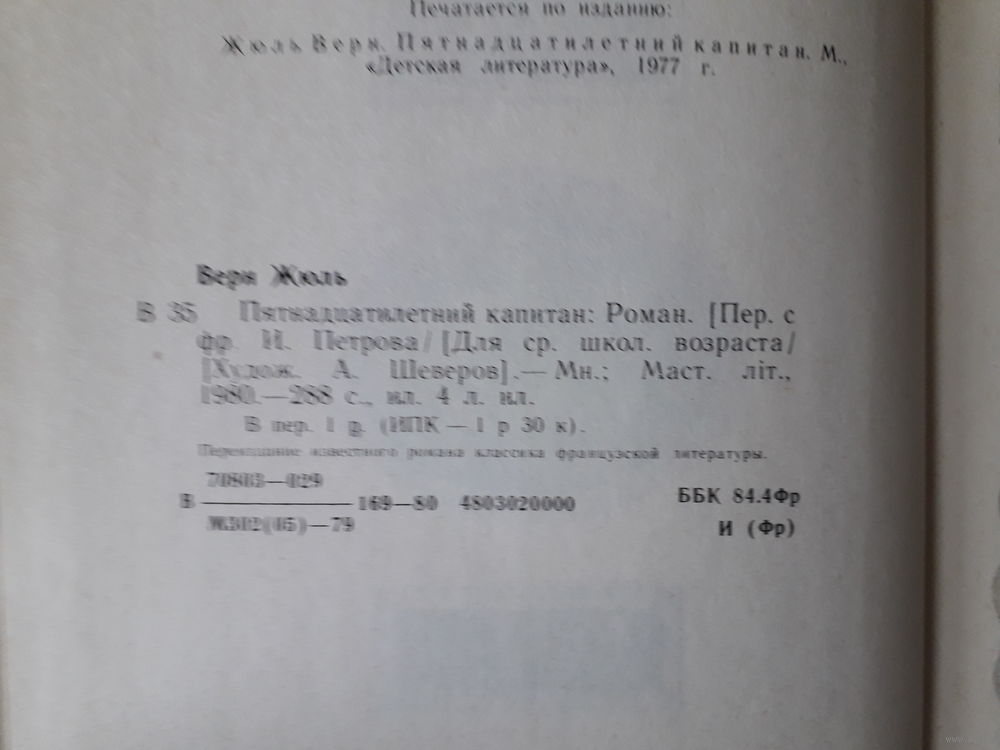 Печатается по изданию:
Жюль Верн. Пятнадцатилетний капитан. М.,
«Детская литература», 1977 г.
Верн Жюль
В 35 Пятнадцатилетний капитан: Роман. [Пер. с
фр. И. Петрова/ [Для ср. школ. возраста/
[Худож. А. Шеверов].— Мн.; Маст. літ.,
1980.—288 с., ил. 4 л. ил.
В пер. 1 р. (ИПК — 1 р 30 к).
известного романа классика французской литературы.
70803—029
В ————— 169—80 4803020000
М312(05)—79
ББК 84.4Фр
И (Фр)